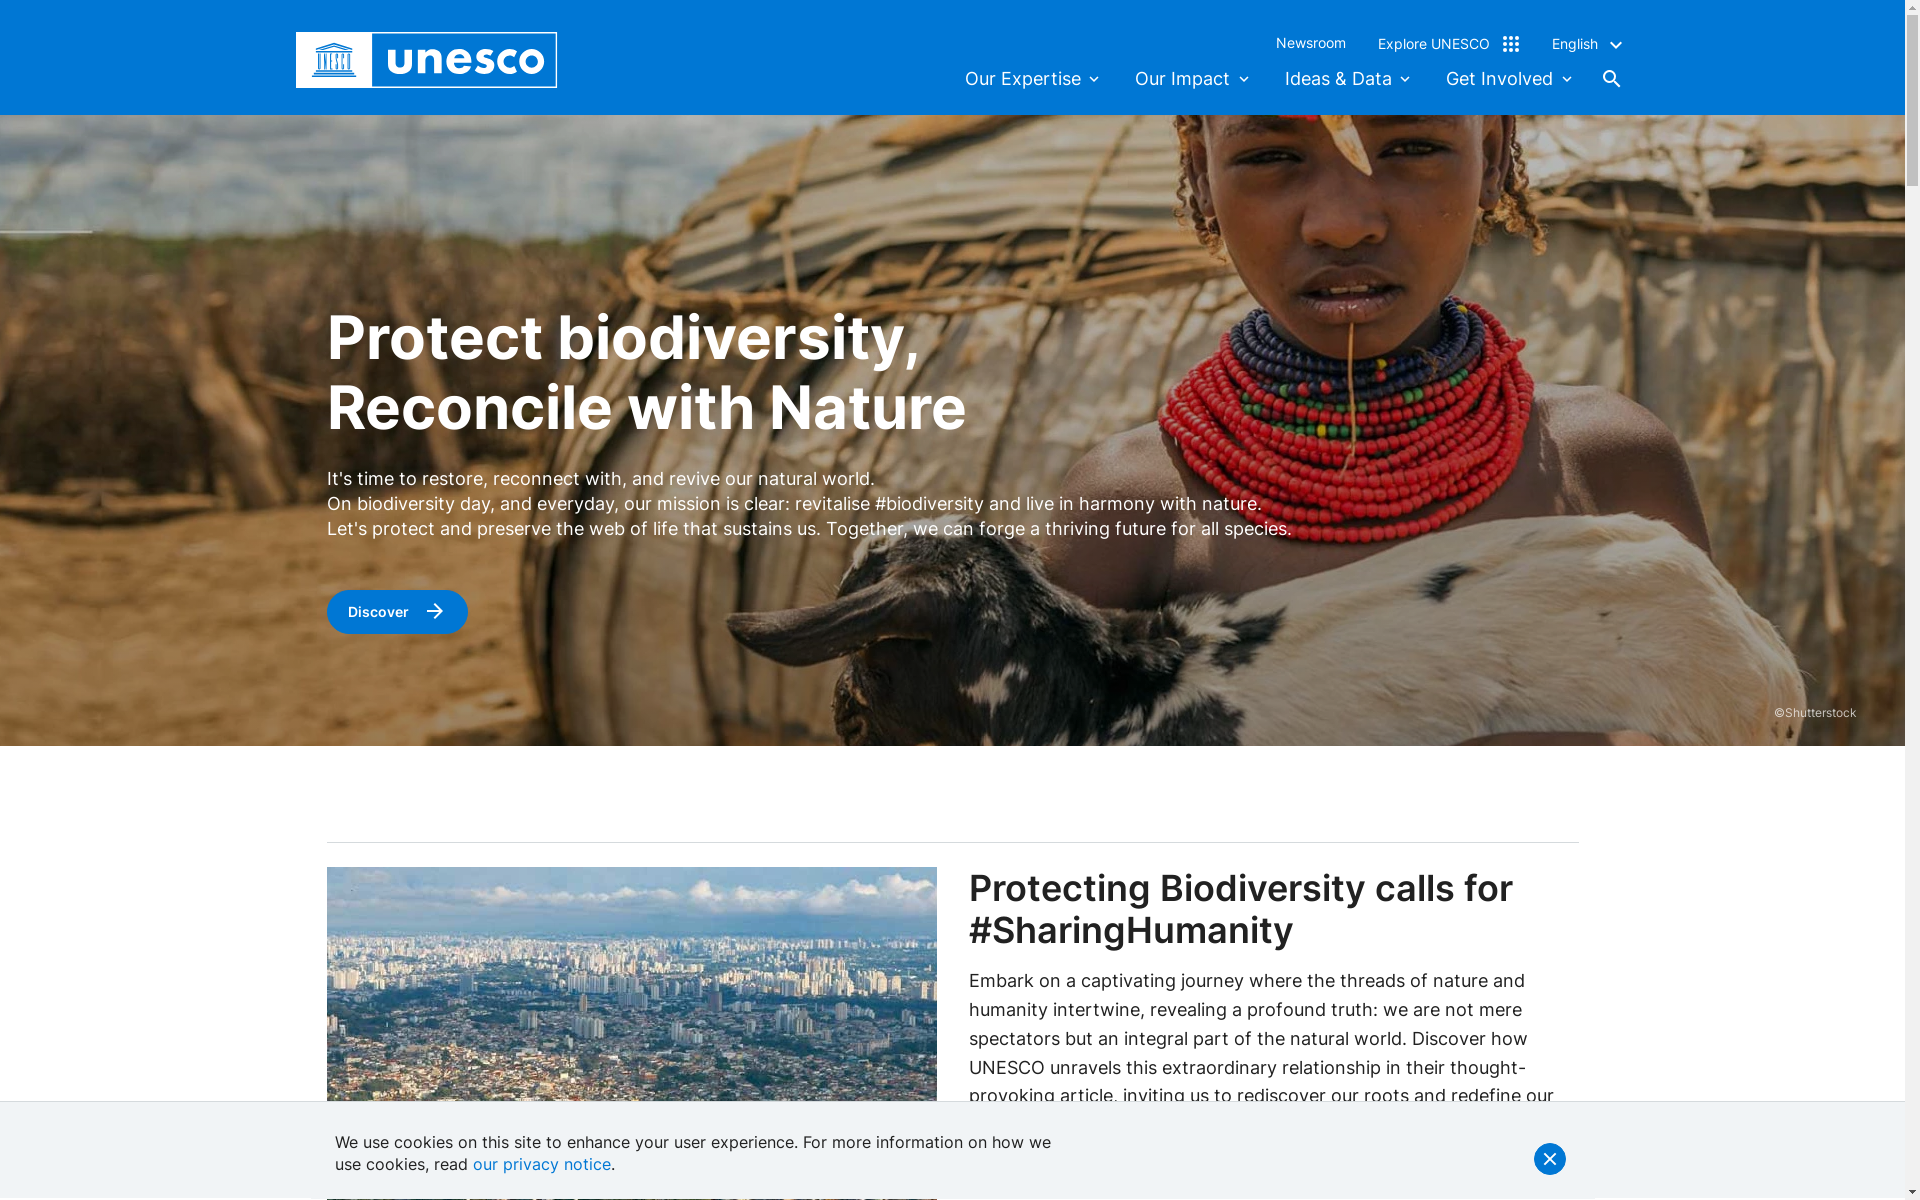 unesco
Newsroom
Explore UNESCO
English
Our Expertise
Our Impact
Ideas & Data
Get Involved
Protect biodiversity,
Reconcile with Nature
It's time to restore, reconnect with, and revive our natural world.
On biodiversity day, and everyday, our mission is clear: revitalise #biodiversity and live in harmony with nature.
Let's protect and preserve the web of life that sustains us. Together, we can forge a thriving future for all species.
Discover
©Shutterstock
Protecting Biodiversity calls for
#SharingHumanity
Embark on a captivating journey where the threads of nature and
humanity intertwine, revealing a profound truth: we are not mere
spectators but an integral part of the natural world. Discover how
UNESCO unravels this extraordinary relationship in their thought-
provoking article, inviting us to rediscover our roots and redefine our
We use cookies on this site to enhance your user experience. For more information on how we
use cookies, read our privacy notice.